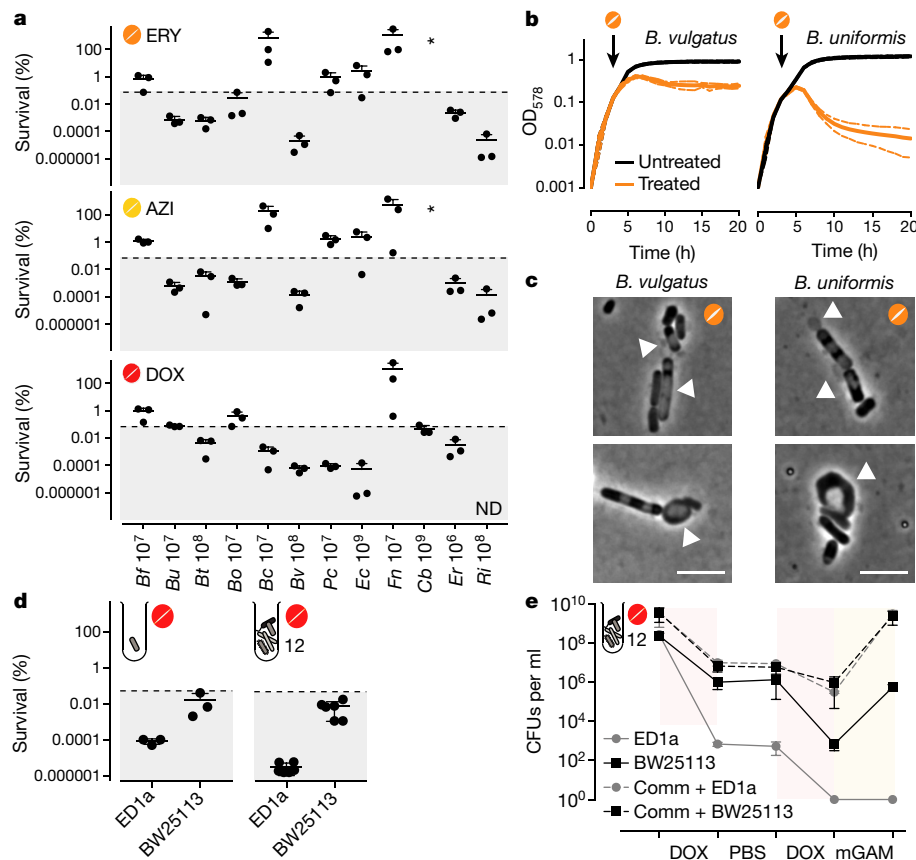 a
ERY
Survival (%)
100
1
0.01
0.0001
0.000001
*
AZI
Survival (%)
100
1
0.01
0.0001
0.000001
*
DOX
Survival (%)
100
1
0.01
0.0001
0.000001
ND
Bf 10⁷
Bu 10⁷
Bt 10⁸
Bo 10⁷
Bc 10⁷
Bv 10⁸
Pc 10⁷
Ec 10⁹
Fn 10⁷
Cb 10⁹
Er 10⁶
Ri 10⁸
b
B. vulgatus
B. uniformis
OD₅₇₈
1
0.1
0.01
0.001
Untreated
Treated
0 5 10 15 20
0 5 10 15 20
Time (h)
Time (h)
c
B. vulgatus
B. uniformis
d
12
Survival (%)
100
1
0.01
0.0001
0.000001
ED1a
BW25113
ED1a
BW25113
e
12
CFUs per ml
10¹⁰
10⁸
10⁶
10⁴
10²
10⁰
ED1a
BW25113
Comm + ED1a
Comm + BW25113
DOX PBS DOX mGAM